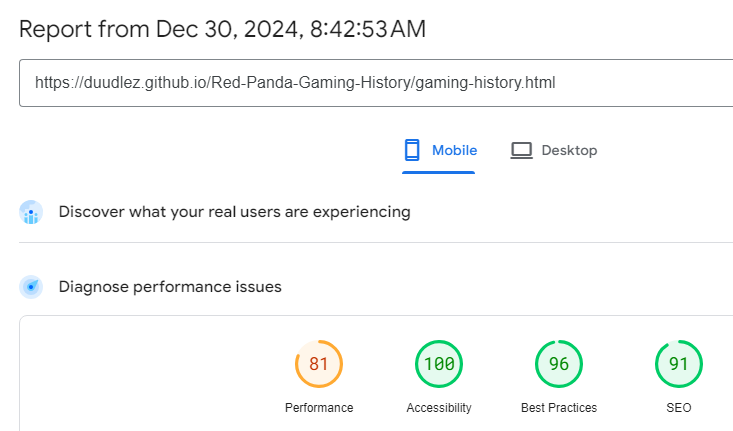 Report from Dec 30, 2024, 8:42:53 AM
https://duudlez.github.io/Red-Panda-Gaming-History/gaming-history.html
Mobile
Desktop
Discover what your real users are experiencing
Diagnose performance issues
81 100 96 91
Performance Accessibility Best Practices SEO